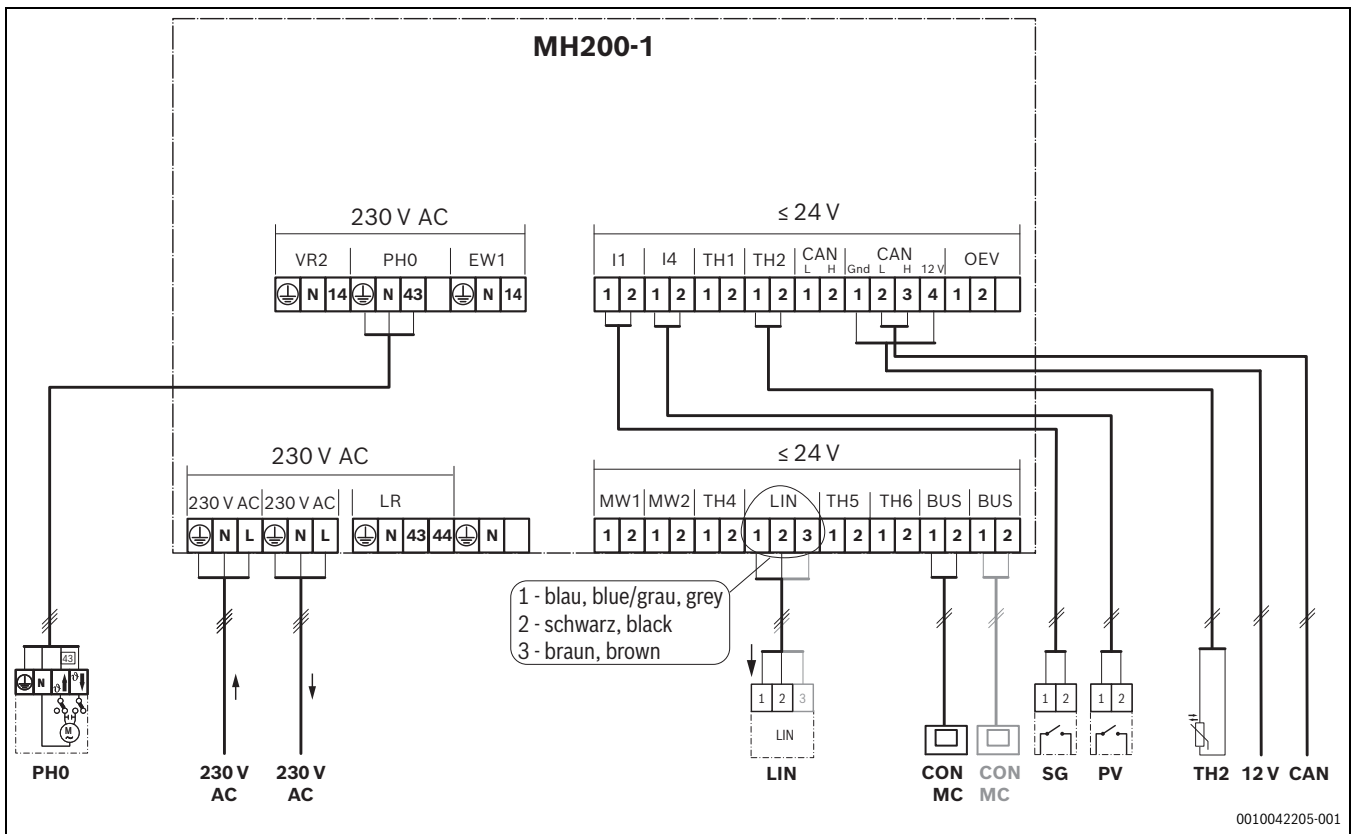 MH200-1
230 V AC
≤ 24 V
VR2 PH0 EW1
I1 I4 TH1 TH2 CAN CAN OEV
L H Gnd L H 12 V
N 14 N 43 N 14
1 2 1 2 1 2 1 2 1 2 1 2 3 4 1 2
230 V AC
≤ 24 V
230 V AC 230 V AC LR
MW1 MW2 TH4 LIN TH5 TH6 BUS BUS
N L N L N 43 44 N
1 2 1 2 1 2 1 2 3 1 2 1 2 1 2 1 2
1 - blau, blue/grau, grey
2 - schwarz, black
3 - braun, brown
43
N
M
1 2 3
LIN
1 2
1 2
PH0
230 V
AC
230 V
AC
LIN
CON
MC
CON
MC
SG
PV
TH2
12 V
CAN
0010042205-001